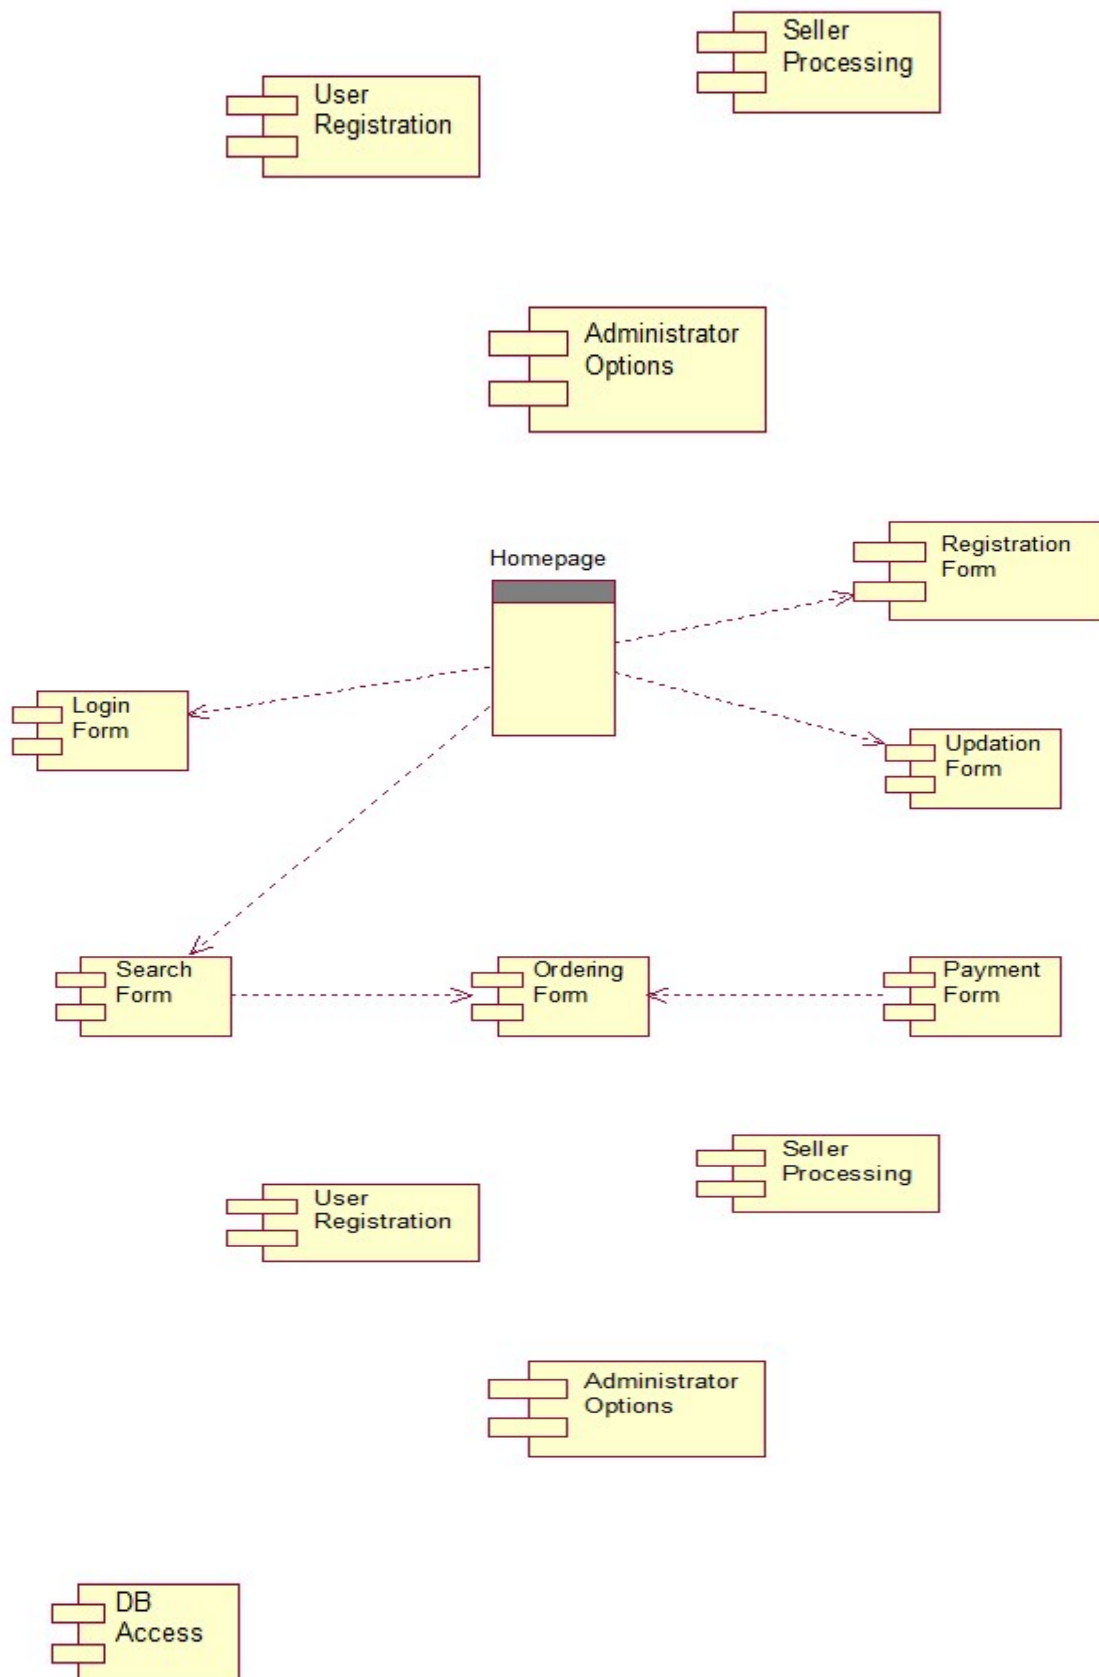 Seller
Processing
User
Registration
Administrator
Options
Homepage
Registration
Form
Login
Form
Updation
Form
Search
Form
Ordering
Form
Payment
Form
Seller
Processing
User
Registration
Administrator
Options
DB
Access